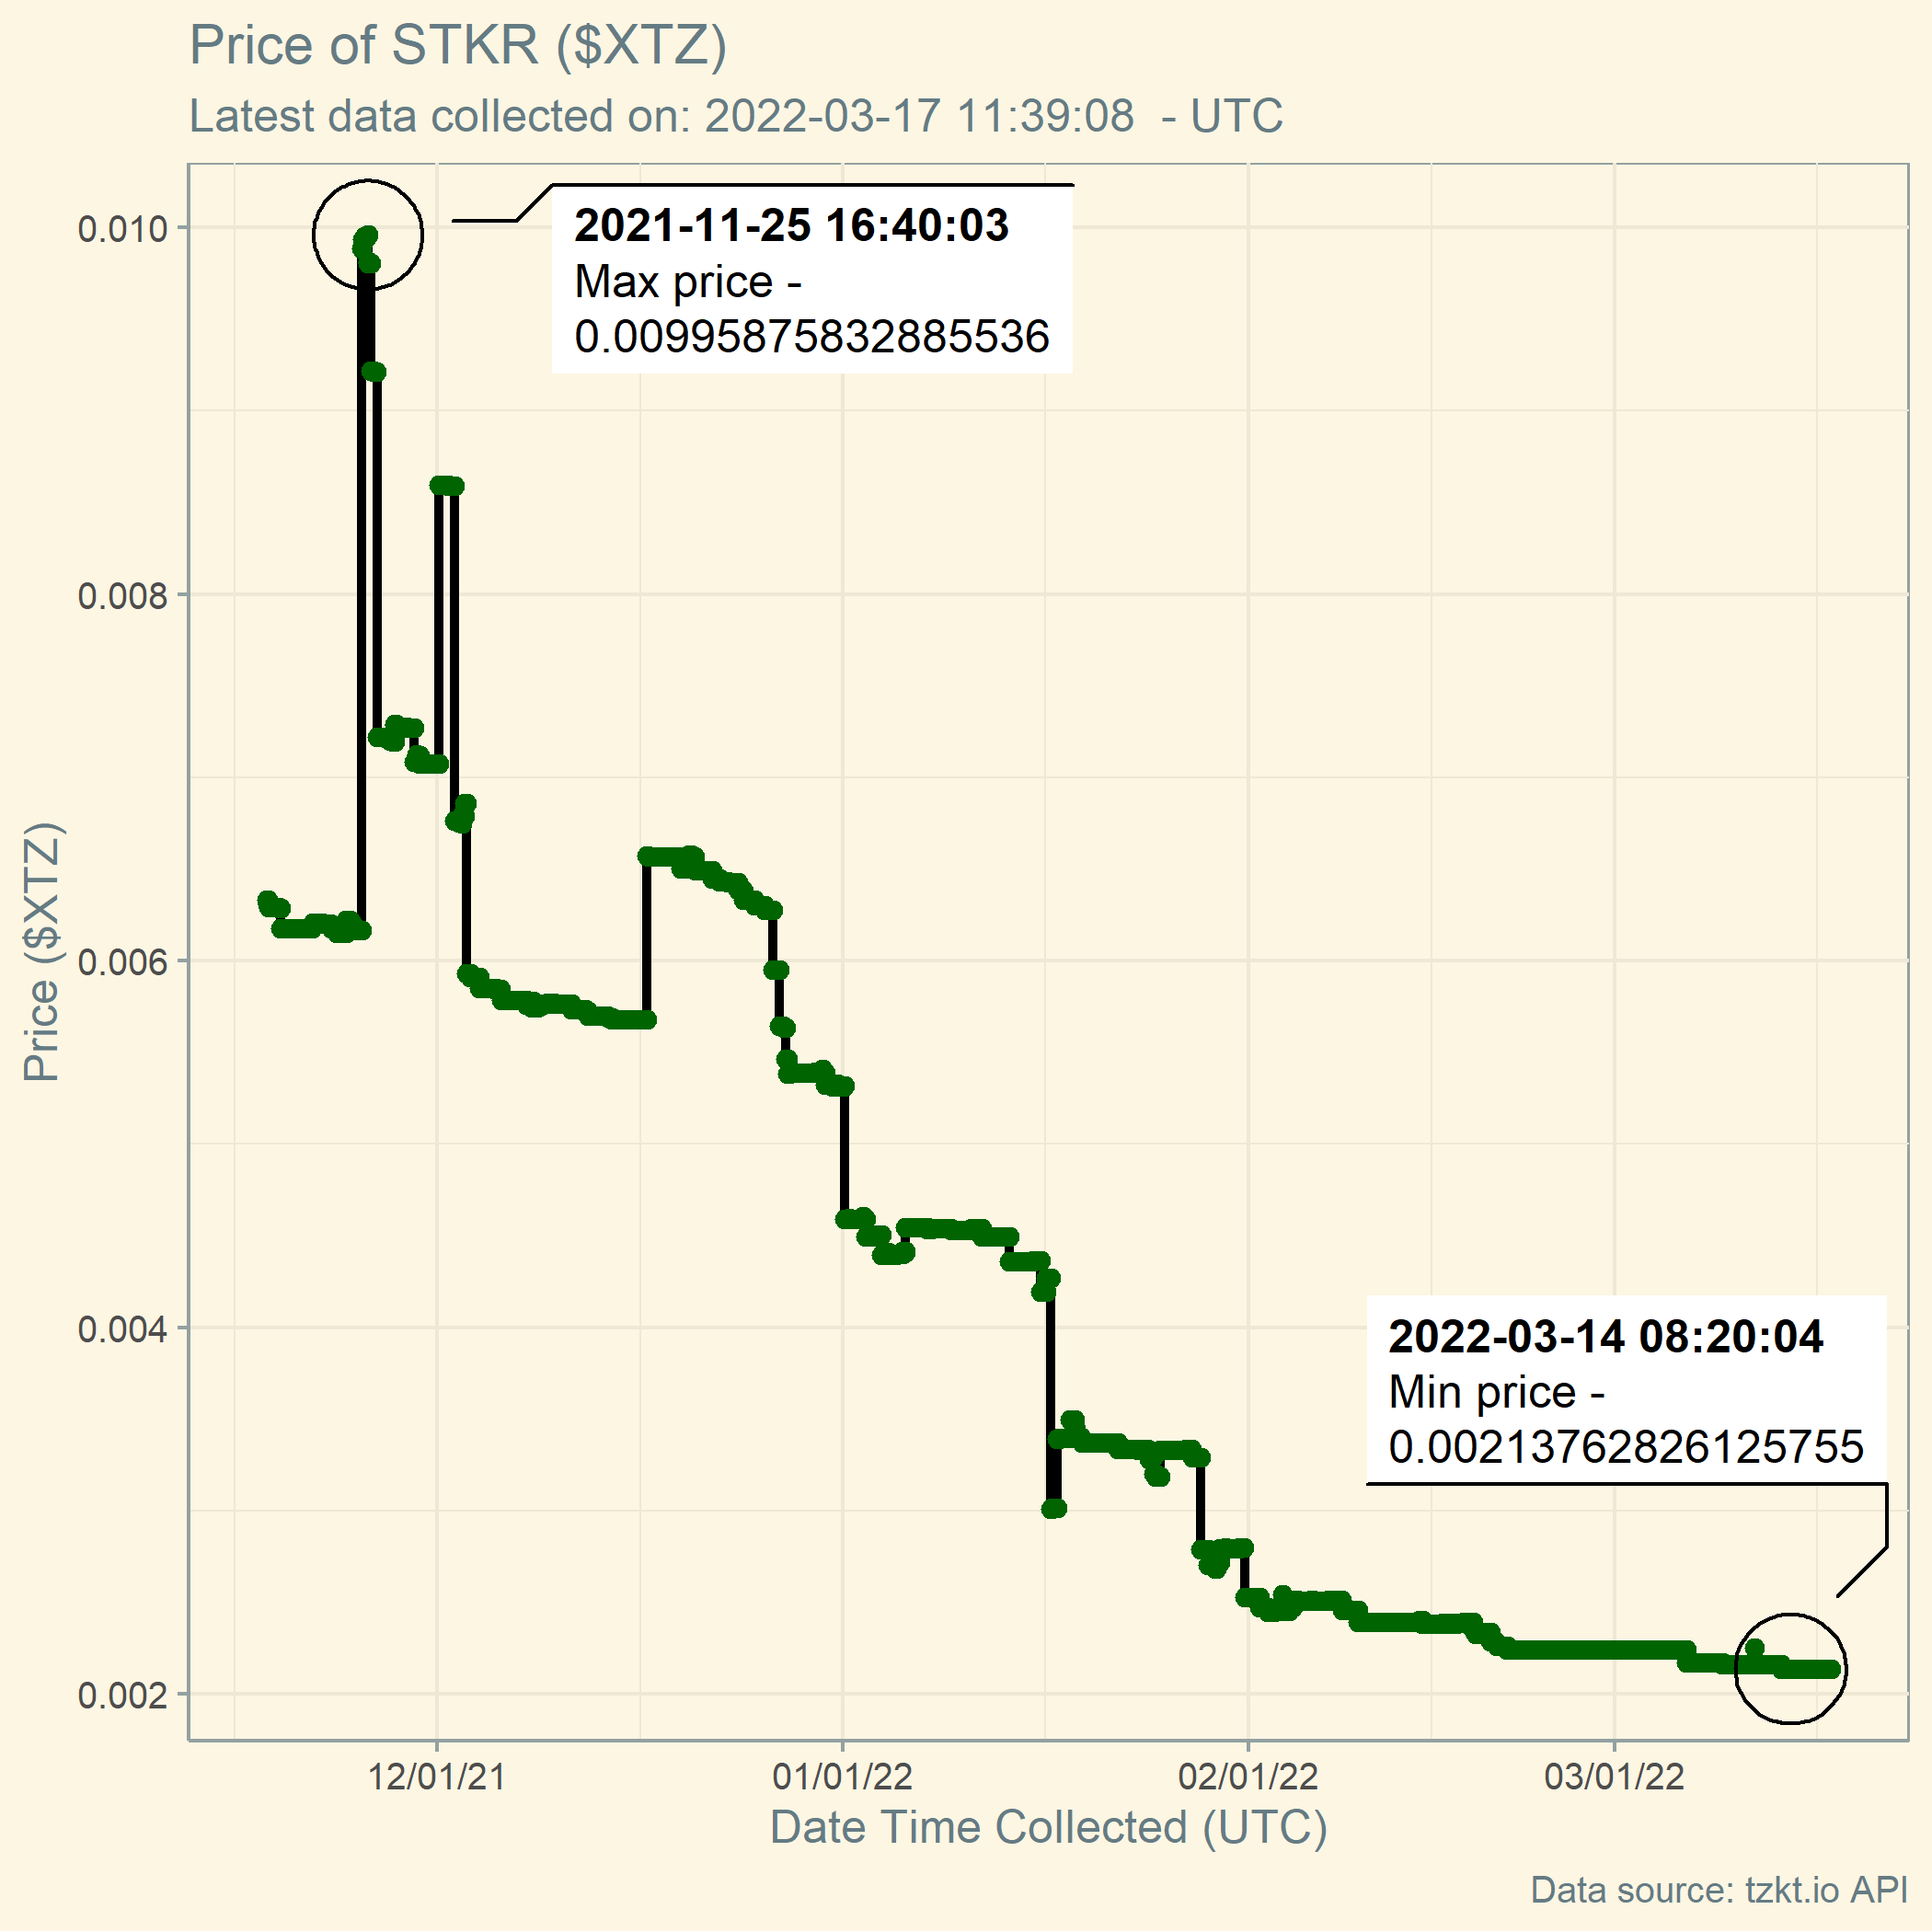 Price of STKR ($XTZ)
Latest data collected on: 2022-03-17 11:39:08  - UTC
2021-11-25 16:40:03
Max price -
0.00995875832885536
0.010
0.008
0.006
0.004
0.002
Price ($XTZ)
2022-03-14 08:20:04
Min price -
0.002137628261257​55
12/01/21
01/01/22
02/01/22
03/01/22
Date Time Collected (UTC)
Data source: tzkt.io API